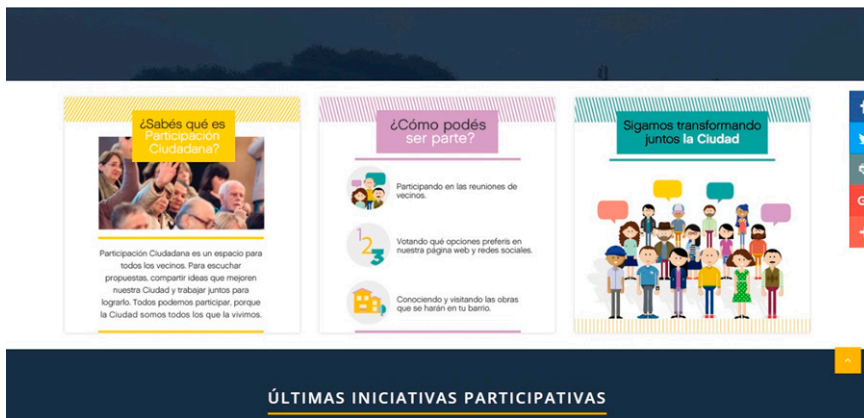 ¿Sabés qué es
Participación
Ciudadana?
Participación Ciudadana es un espacio para
todos los vecinos. Para escuchar
propuestas, compartir ideas que mejoren
nuestra Ciudad y trabajar juntos para
lograrlo. Todos podemos participar, porque
la Ciudad somos todos los que la vivimos.
¿Cómo podés
ser parte?
Participando en las reuniones de
vecinos.
1 2 3
Votando qué opciones preferís en
nuestra página web y redes sociales.
Conociendo y visitando las obras
que se harán en tu barrio.
Sigamos transformando
juntos la Ciudad
ÚLTIMAS INICIATIVAS PARTICIPATIVAS